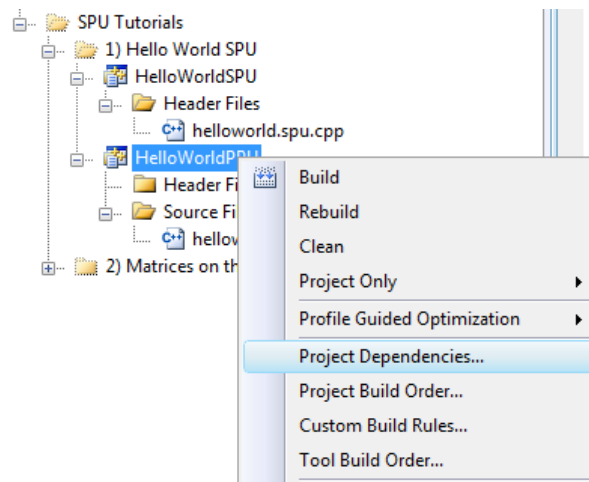 SPU Tutorials
1) Hello World SPU
HelloWorldSPU
Header Files
helloworld.spu.cpp
HelloWorldPPU
Header Fi
Source Fi
hellow
2) Matrices on th
Build
Rebuild
Clean
Project Only
Profile Guided Optimization
Project Dependencies...
Project Build Order...
Custom Build Rules...
Tool Build Order...